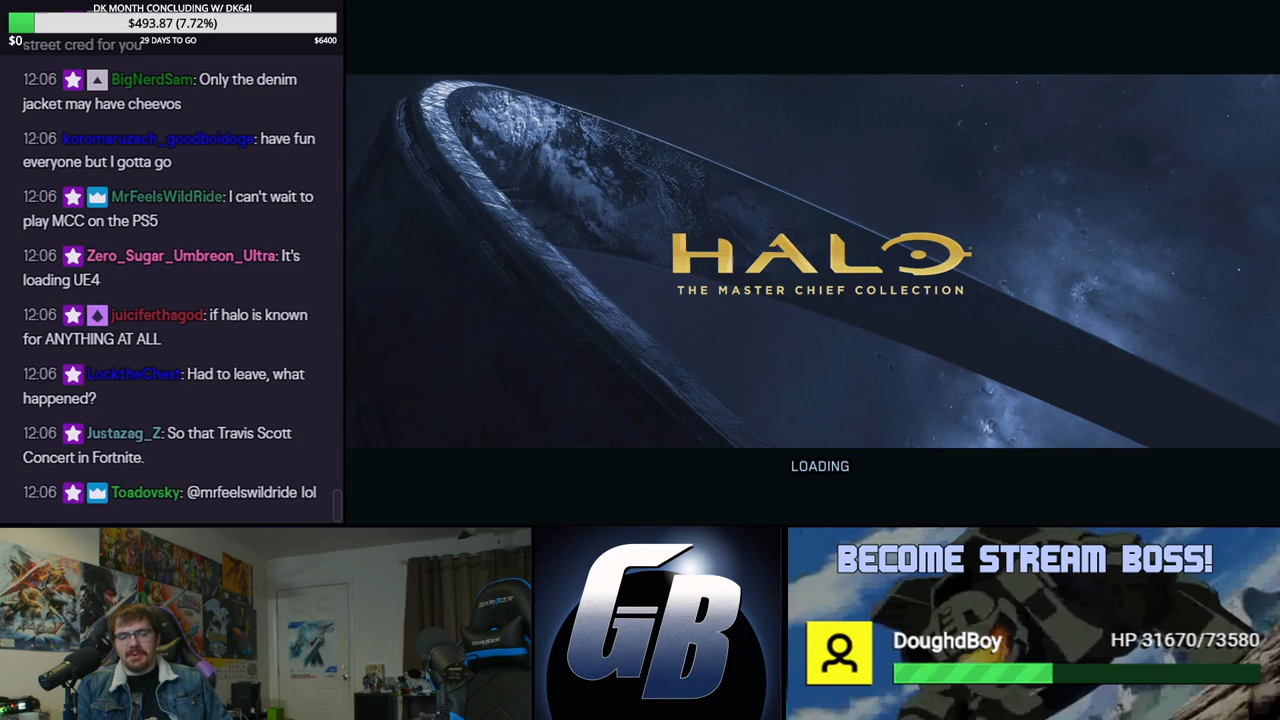 DK MONTH CONCLUDING W/ DK64!
$493.87 (7.72%)
$0 29 DAYS TO GO $6400
street cred for you
12:06 BigNerdSam: Only the denim
jacket may have cheevos
12:06 koromaruzach_goodboidoge: have fun
everyone but I gotta go
12:06 MrFeelsWildRide: I can't wait to
play MCC on the PS5
12:06 Zero_Sugar_Umbreon_Ultra: It's
loading UE4
12:06 juiciferthagod: if halo is known
for ANYTHING AT ALL
12:06 LocktheChest: Had to leave, what
happened?
12:06 Justazag_Z: So that Travis Scott
Concert in Fortnite.
12:06 Toadovsky: @mrfeelswildride lol
HALO
THE MASTER CHIEF COLLECTION
LOADING
DXRACER
DXRACER
GB
BECOME STREAM BOSS!
DoughdBoy HP 31670/73580